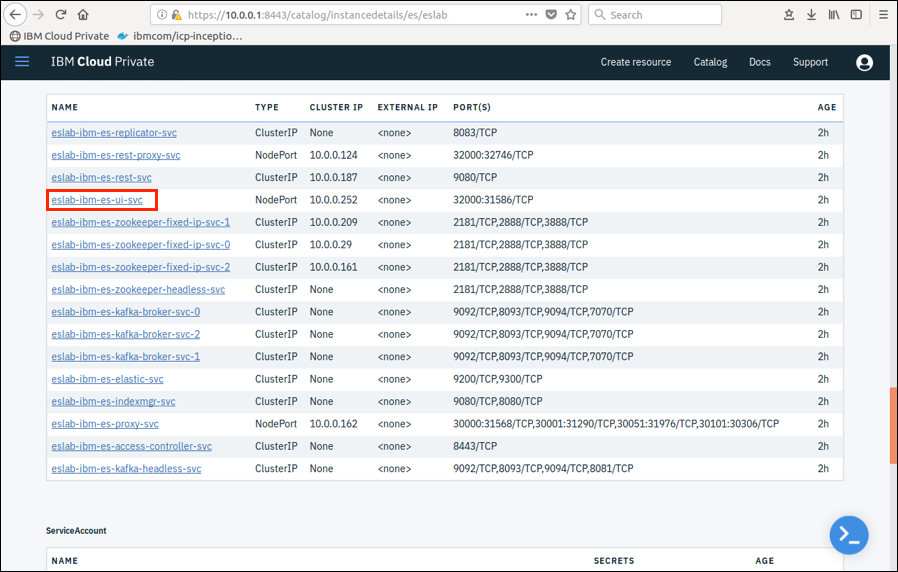 https://10.0.0.1:8443/catalog/instancedetails/es/eslab
Search
IBM Cloud Private ibmcom/icp-inceptio...
IBM Cloud Private Create resource Catalog Docs Support
NAME TYPE CLUSTER IP EXTERNAL IP PORT(S) AGE
eslab-ibm-es-replicator-svc ClusterIP None <none> 8083/TCP 2h
eslab-ibm-es-rest-proxy-svc NodePort 10.0.0.124 <none> 32000:32746/TCP 2h
eslab-ibm-es-rest-svc ClusterIP 10.0.0.187 <none> 9080/TCP 2h
eslab-ibm-es-ui-svc NodePort 10.0.0.252 <none> 32000:31586/TCP 2h
eslab-ibm-es-zookeeper-fixed-ip-svc-1 ClusterIP 10.0.0.209 <none> 2181/TCP,2888/TCP,3888/TCP 2h
eslab-ibm-es-zookeeper-fixed-ip-svc-0 ClusterIP 10.0.0.29 <none> 2181/TCP,2888/TCP,3888/TCP 2h
eslab-ibm-es-zookeeper-fixed-ip-svc-2 ClusterIP 10.0.0.161 <none> 2181/TCP,2888/TCP,3888/TCP 2h
eslab-ibm-es-zookeeper-headless-svc ClusterIP None <none> 2181/TCP,2888/TCP,3888/TCP 2h
eslab-ibm-es-kafka-broker-svc-0 ClusterIP None <none> 9092/TCP,8093/TCP,9094/TCP,7070/TCP 2h
eslab-ibm-es-kafka-broker-svc-2 ClusterIP None <none> 9092/TCP,8093/TCP,9094/TCP,7070/TCP 2h
eslab-ibm-es-kafka-broker-svc-1 ClusterIP None <none> 9092/TCP,8093/TCP,9094/TCP,7070/TCP 2h
eslab-ibm-es-elastic-svc ClusterIP None <none> 9200/TCP,9300/TCP 2h
eslab-ibm-es-indexmgr-svc ClusterIP None <none> 9080/TCP,8080/TCP 2h
eslab-ibm-es-proxy-svc NodePort 10.0.0.162 <none> 30000:31568/TCP,30001:31290/TCP,30051:31976/TCP,30101:30306/TCP 2h
eslab-ibm-es-access-controller-svc ClusterIP None <none> 8443/TCP 2h
eslab-ibm-es-kafka-headless-svc ClusterIP None <none> 9092/TCP,8093/TCP,9094/TCP,8081/TCP 2h
ServiceAccount
NAME SECRETS AGE